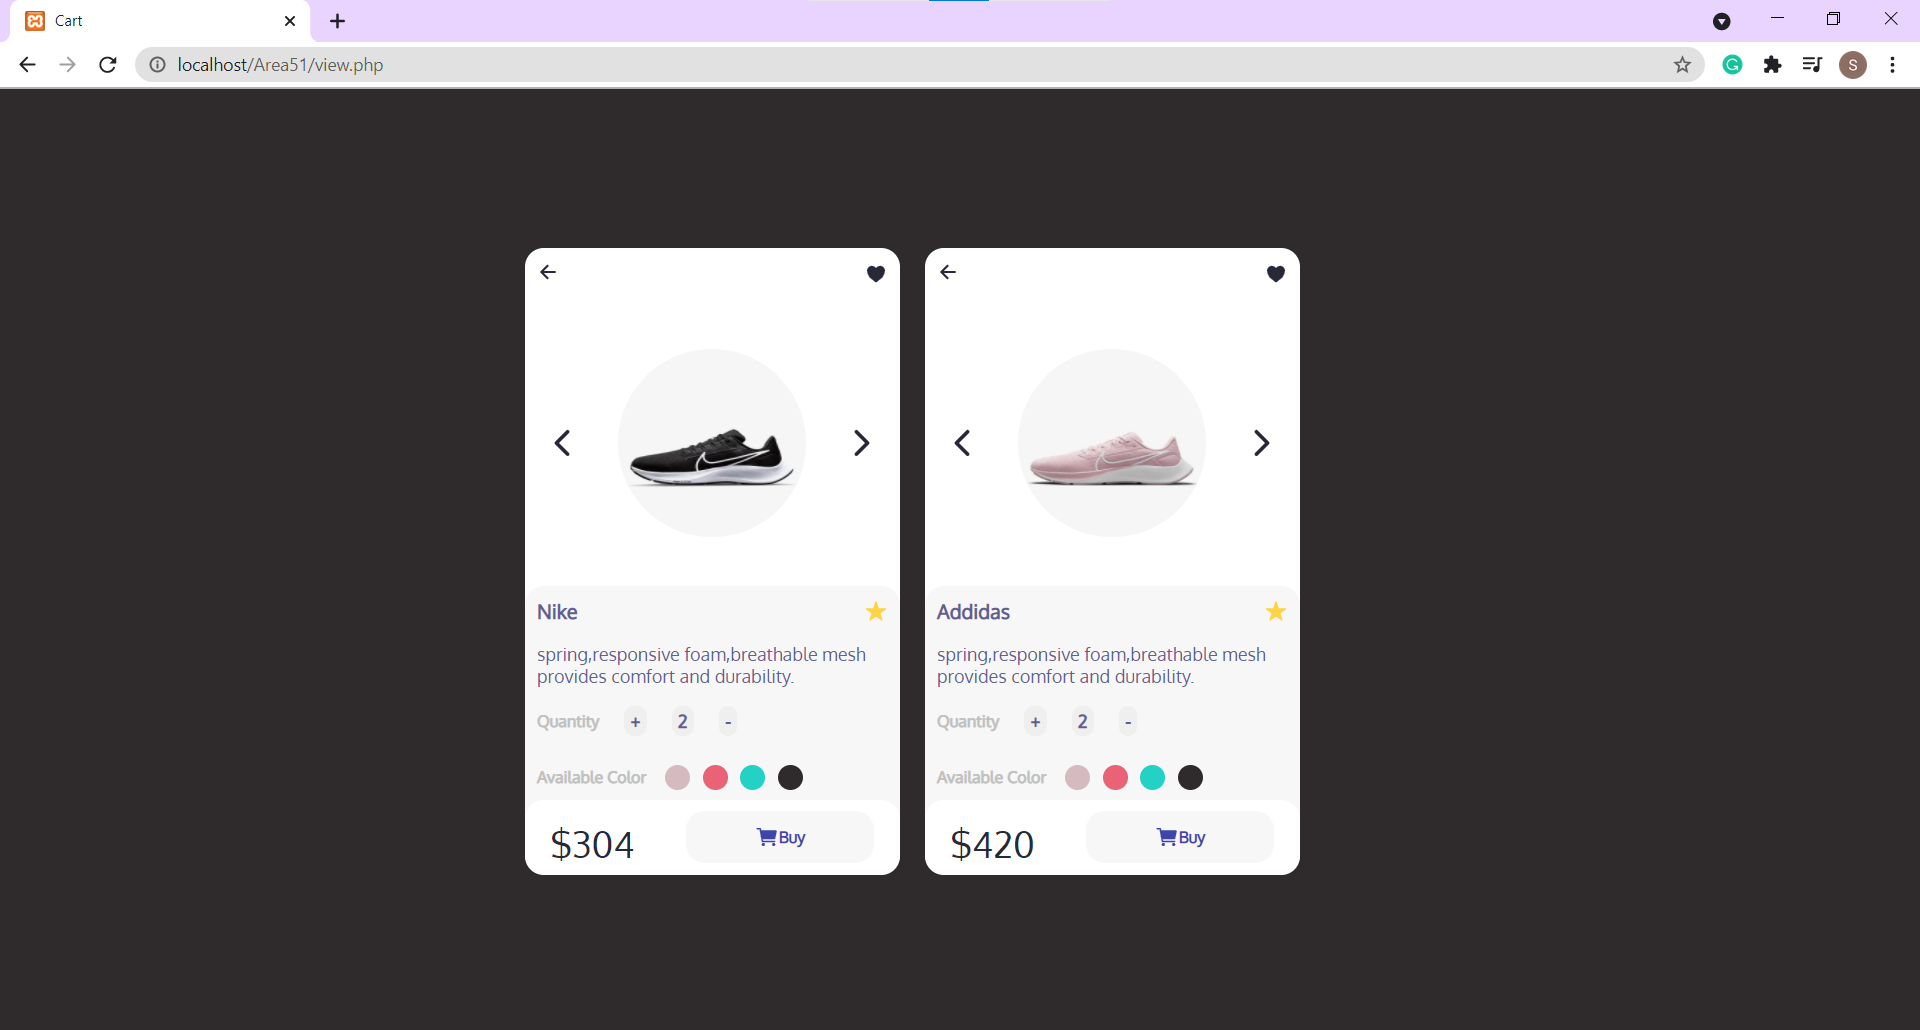 Cart
localhost/Area51/view.php
S
Nike
spring,responsive foam,breathable mesh
provides comfort and durability.
Quantity + 2 -
Available Color
$304
Buy
Addidas
spring,responsive foam,breathable mesh
provides comfort and durability.
Quantity + 2 -
Available Color
$420
Buy